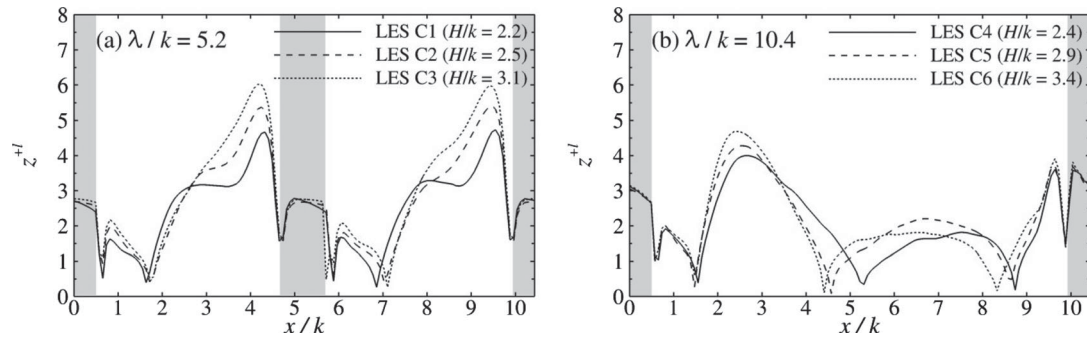 (a) λ / k = 5.2
LES C1 (H/k = 2.2)
LES C2 (H/k = 2.5)
LES C3 (H/k = 3.1)
8
7
6
5
4
3
2
1
0
z+l
0 1 2 3 4 5 6 7 8 9 10
x / k
(b) λ / k = 10.4
LES C4 (H/k = 2.4)
LES C5 (H/k = 2.9)
LES C6 (H/k = 3.4)
8
7
6
5
4
3
2
1
0
z+l
0 1 2 3 4 5 6 7 8 9 10
x / k